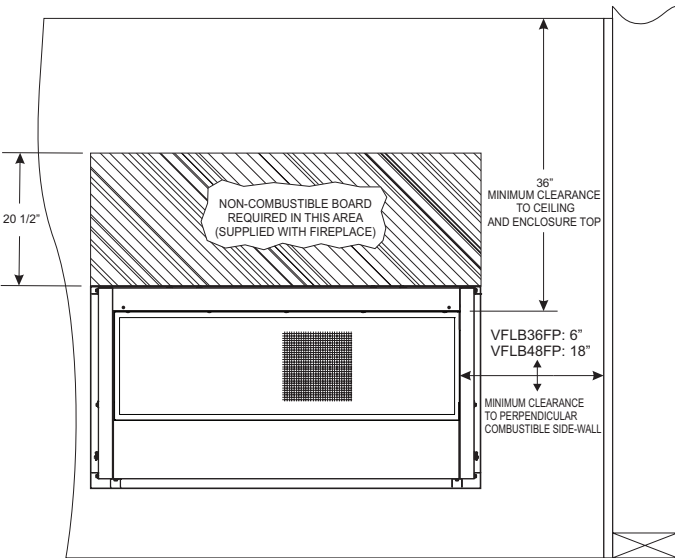 NON-COMBUSTIBLE BOARD
REQUIRED IN THIS AREA
(SUPPLIED WITH FIREPLACE)
20 1/2”
36”
MINIMUM CLEARANCE
TO CEILING
AND ENCLOSURE TOP
VFLB36FP: 6”
VFLB48FP: 18”
MINIMUM CLEARANCE
TO PERPENDICULAR
COMBUSTIBLE SIDE-WALL